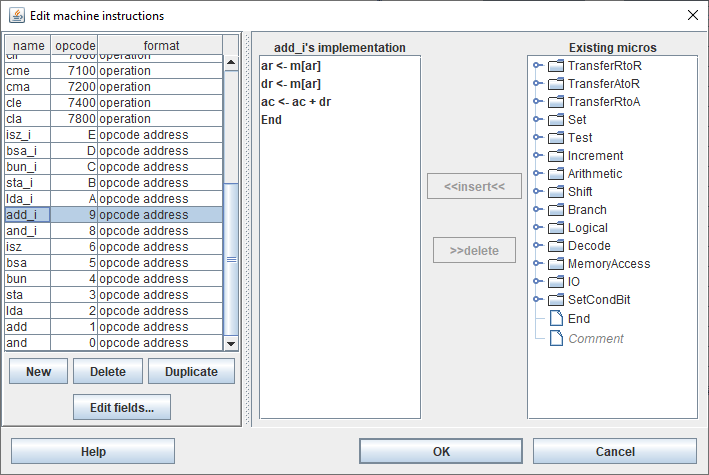 Edit machine instructions
name opcode format
clr 7080 operation
cme 7100 operation
cma 7200 operation
cle 7400 operation
cla 7800 operation
isz_i E opcode address
bsa_i D opcode address
bun_i C opcode address
sta_i B opcode address
lda_i A opcode address
add_i 9 opcode address
and_i 8 opcode address
isz 6 opcode address
bsa 5 opcode address
bun 4 opcode address
sta 3 opcode address
lda 2 opcode address
add 1 opcode address
and 0 opcode address
New Delete Duplicate
Edit fields...
add_i's implementation
ar <- m[ar]
dr <- m[ar]
ac <- ac + dr
End
<<insert<<
>>delete
Existing micros
TransferRtoR
TransferAtoR
TransferRtoA
Set
Test
Increment
Arithmetic
Shift
Branch
Logical
Decode
MemoryAccess
IO
SetCondBit
End
Comment
Help OK Cancel